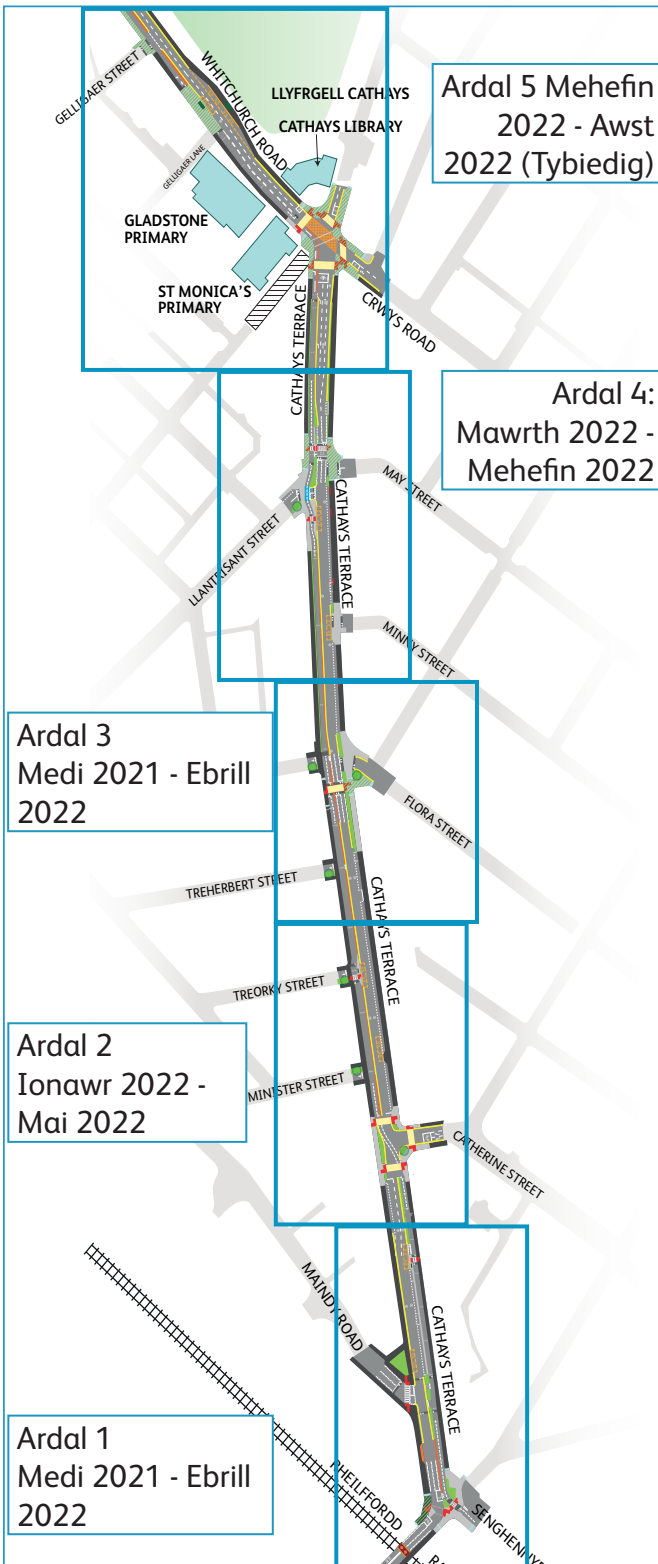 GELLIGAER STREET
WHITCHURCH ROAD
LLYFRGELL CATHAYS
CATHAYS LIBRARY
Ardal 5 Mehefin
2022 - Awst
2022 (Tybiedig)
GELLIGAER LANE
GLADSTONE
PRIMARY
ST MONICA'S
PRIMARY
CATHAYS TERRACE
CRWYS ROAD
Ardal 4:
Mawrth 2022 -
Mehefin 2022
MAY STREET
CATHAYS TERRACE
LLANTRISANT STREET
MINNY STREET
Ardal 3
Medi 2021 - Ebrill
2022
FLORA STREET
TREHERBERT STREET
CATHAYS TERRACE
TREORKY STREET
Ardal 2
Ionawr 2022 -
Mai 2022
MINISTER STREET
CATHERINE STREET
MAINDY ROAD
CATHAYS TERRACE
Ardal 1
Medi 2021 - Ebrill
2022
RHEILFFORDD
SENGHENNY
RA